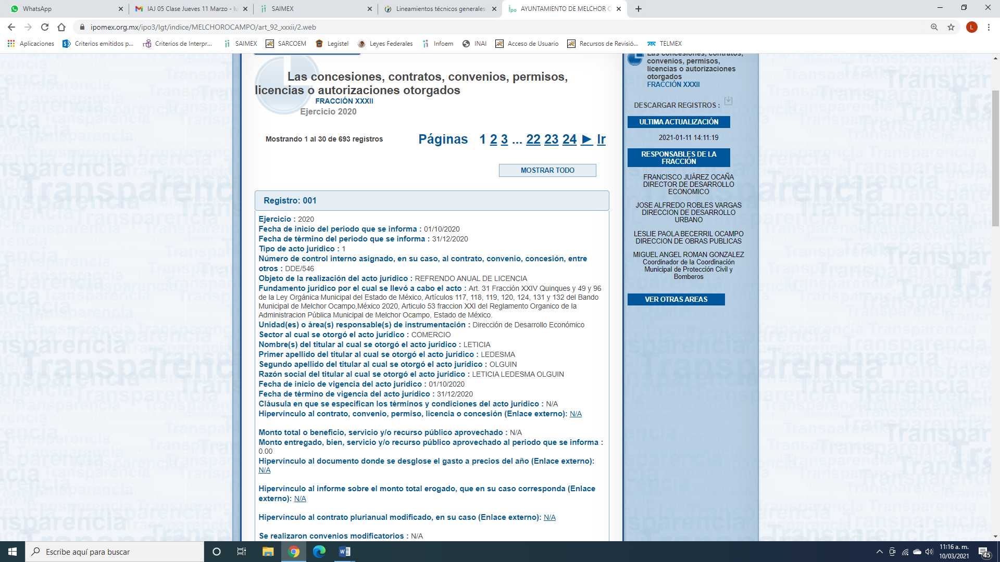 WhatsApp
IAJ 05 Clase Jueves 11 Marzo - lu
SAIMEX
Lineamientos técnicos generales
AYUNTAMIENTO DE MELCHOR O
ipomex.org.mx/ipo3/lgt/indice/MELCHOROCAMPO/art_92_xxxii/2.web
L
Aplicaciones
Criterios emitidos p...
Criterios de Interpr...
SAIMEX
SARCOEM
Legistel
Leyes Federales
Infoem
INAI
Acceso de Usuario
Recursos de Revisió...
TELMEX
Las concesiones, contratos, convenios, permisos,
licencias o autorizaciones otorgados
FRACCIÓN XXXII
Ejercicio 2020
Mostrando 1 al 30 de 693 registros
Páginas 1 2 3 ... 22 23 24 ► Ir
MOSTRAR TODO
Registro: 001
Ejercicio : 2020
Fecha de inicio del periodo que se informa : 01/10/2020
Fecha de término del periodo que se informa : 31/12/2020
Tipo de acto jurídico : 1
Número de control interno asignado, en su caso, al contrato, convenio, concesión, entre
otros : DDE/546
Objeto de la realización del acto jurídico : REFRENDO ANUAL DE LICENCIA
Fundamento jurídico por el cual se llevó a cabo el acto : Art. 31 Fracción XXIV Quinques y 49 y 96
de la Ley Orgánica Municipal del Estado de México, Artículos 117, 118, 119, 120, 124, 131 y 132 del Bando
Municipal de Melchor Ocampo,México 2020, Articulo 53 fraccion XXI del Reglamento Organico de la
Administracion Pública Municipal de Melchor Ocampo, Estado de México.
Unidad(es) o área(s) responsable(s) de instrumentación : Dirección de Desarrollo Económico
Sector al cual se otorgó el acto jurídico : COMERCIO
Nombre(s) del titular al cual se otorgó el acto jurídico : LETICIA
Primer apellido del titular al cual se otorgó el acto jurídico : LEDESMA
Segundo apellido del titular al cual se otorgó el acto jurídico : OLGUIN
Razón social del titular al cual se otorgó el acto jurídico : LETICIA LEDESMA OLGUIN
Fecha de inicio de vigencia del acto jurídico : 01/10/2020
Fecha de término de vigencia del acto jurídico : 31/12/2020
Cláusula en que se especifican los términos y condiciones del acto jurídico : N/A
Hipervínculo al contrato, convenio, permiso, licencia o concesión (Enlace externo): N/A
Monto total o beneficio, servicio y/o recurso público aprovechado : N/A
Monto entregado, bien, servicio y/o recurso público aprovechado al periodo que se informa :
0.00
Hipervínculo al documento donde se desglose el gasto a precios del año (Enlace externo):
N/A
Hipervínculo al informe sobre el monto total erogado, que en su caso corresponda (Enlace
externo): N/A
Hipervínculo al contrato plurianual modificado, en su caso (Enlace externo): N/A
Se realizaron convenios modificatorios : N/A
Las concesiones, contratos,
convenios, permisos,
licencias o autorizaciones
otorgados
FRACCIÓN XXXII
DESCARGAR REGISTROS :
ULTIMA ACTUALIZACIÓN
2021-01-11 14:11:19
RESPONSABLES DE LA
FRACCIÓN
FRANCISCO JUÁREZ OCAÑA
DIRECTOR DE DESARROLLO
ECONOMICO
JOSE ALFREDO ROBLES VARGAS
DIRECCION DE DESARROLLO
URBANO
LESLIE PAOLA BECERRIL OCAMPO
DIRECCION DE OBRAS PUBLICAS
MIGUEL ANGEL ROMAN GONZALEZ
Coordinador de la Coordinación
Municipal de Protección Civil y
Bomberos
VER OTRAS AREAS
Escribe aquí para buscar
11:16 a. m.
10/03/2021
45